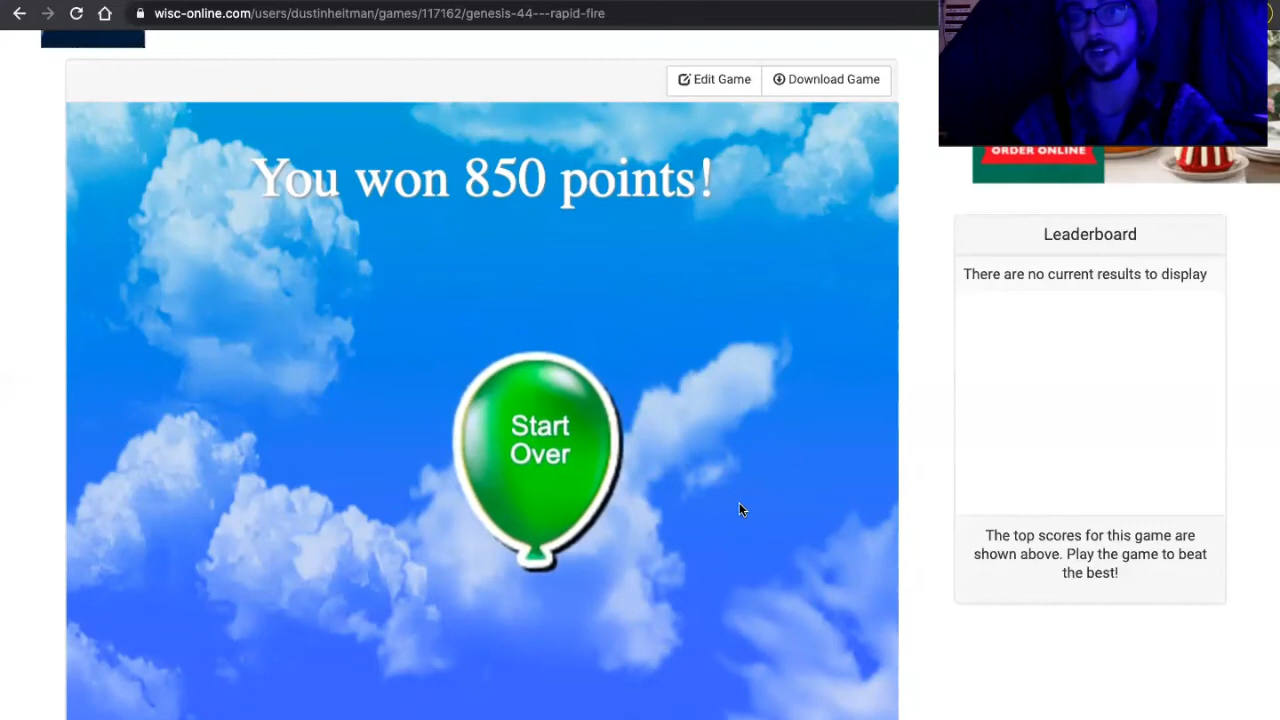 wisc-online.com/users/dustinheitman/games/117162/genesis-44---rapid-fire
Edit Game
Download Game
You won 850 points!
Start
Over
ORDER ONLINE
Leaderboard
There are no current results to display
The top scores for this game are
shown above. Play the game to beat
the best!